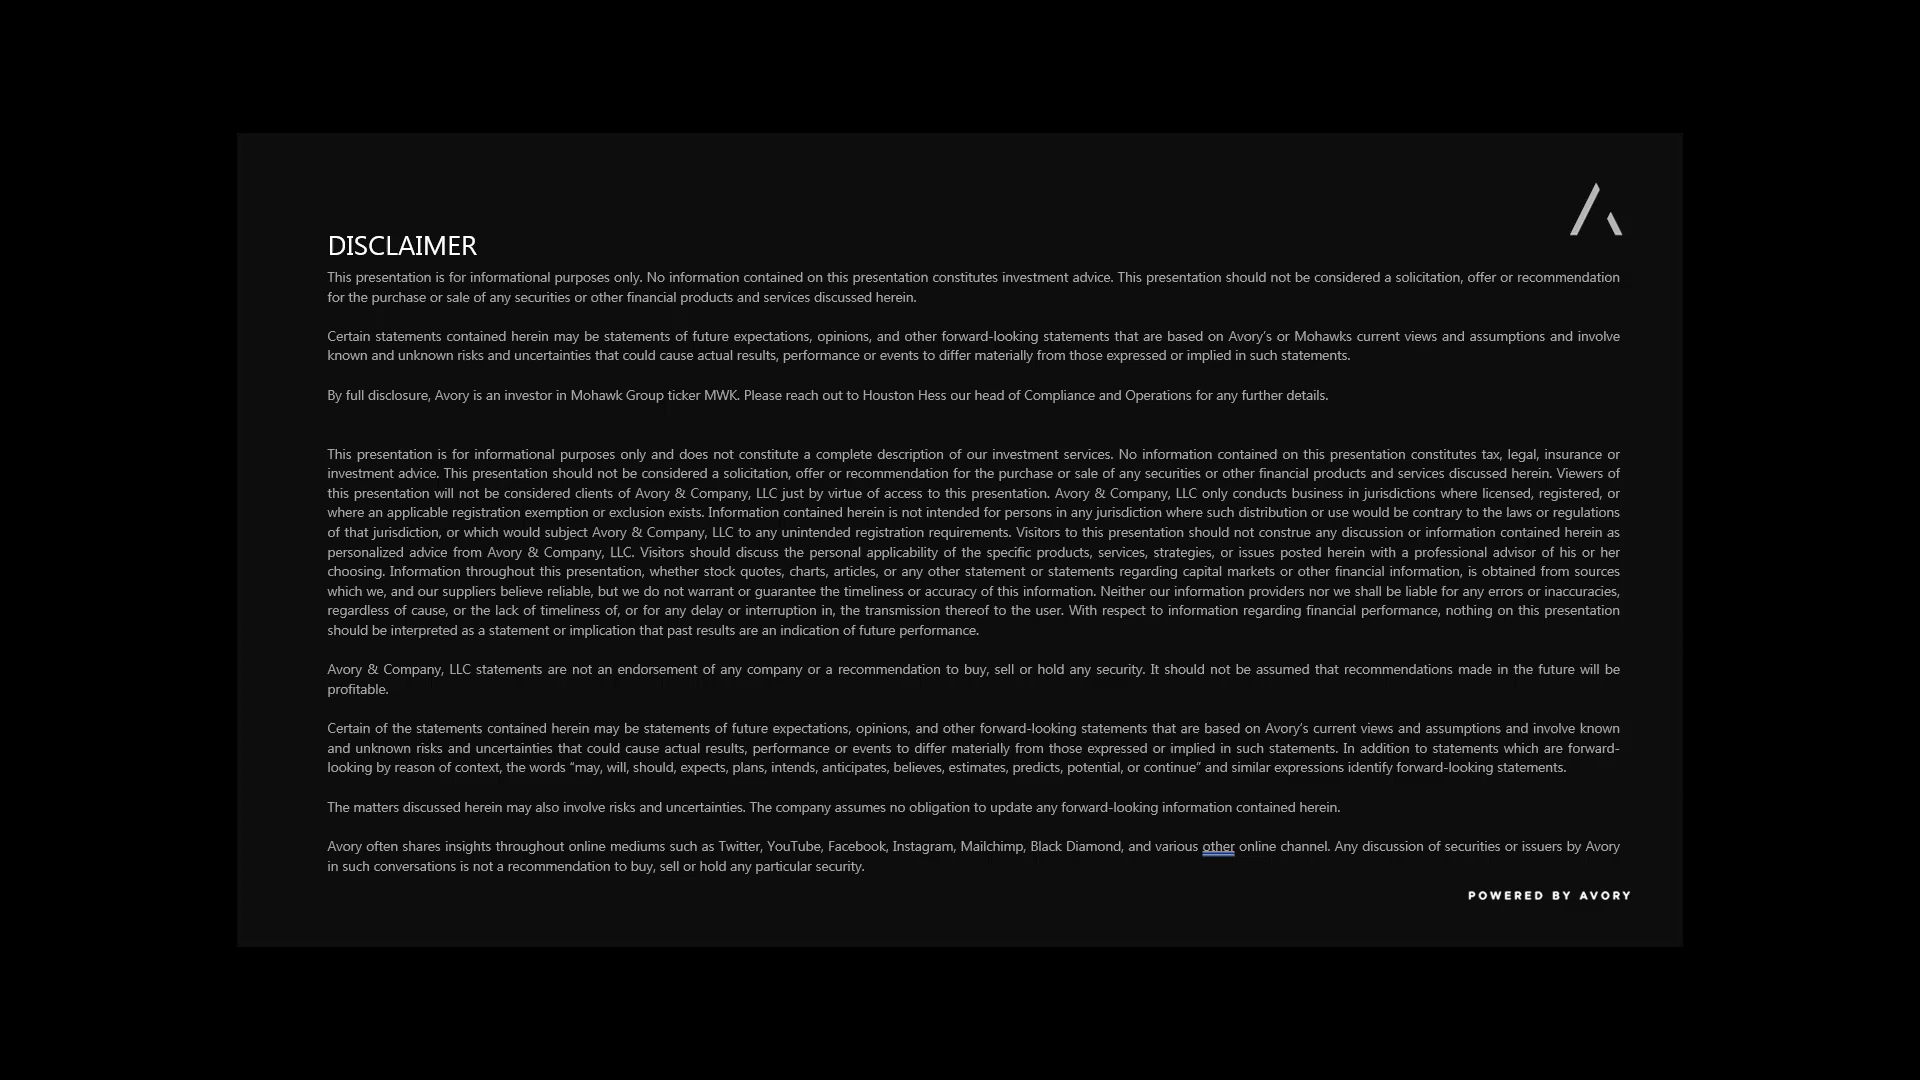 DISCLAIMER
This presentation is for informational purposes only. No information contained on this presentation constitutes investment advice. This presentation should not be considered a solicitation, offer or recommendation
for the purchase or sale of any securities or other financial products and services discussed herein.
Certain statements contained herein may be statements of future expectations, opinions, and other forward-looking statements that are based on Avory's or Mohawks current views and assumptions and involve
known and unknown risks and uncertainties that could cause actual results, performance or events to differ materially from those expressed or implied in such statements.
By full disclosure, Avory is an investor in Mohawk Group ticker MWK. Please reach out to Houston Hess our head of Compliance and Operations for any further details.
This presentation is for informational purposes only and does not constitute a complete description of our investment services. No information contained on this presentation constitutes tax, legal, insurance or
investment advice. This presentation should not be considered a solicitation, offer or recommendation for the purchase or sale of any securities or other financial products and services discussed herein. Viewers of
this presentation will not be considered clients of Avory & Company, LLC just by virtue of access to this presentation. Avory & Company, LLC only conducts business in jurisdictions where licensed, registered, or
where an applicable registration exemption or exclusion exists. Information contained herein is not intended for persons in any jurisdiction where such distribution or use would be contrary to the laws or regulations
of that jurisdiction, or which would subject Avory & Company, LLC to any unintended registration requirements. Visitors to this presentation should not construe any discussion or information contained herein as
personalized advice from Avory & Company, LLC. Visitors should discuss the personal applicability of the specific products, services, strategies, or issues posted herein with a professional advisor of his or her
choosing. Information throughout this presentation, whether stock quotes, charts, articles, or any other statement or statements regarding capital markets or other financial information, is obtained from sources
which we, and our suppliers believe reliable, but we do not warrant or guarantee the timeliness or accuracy of this information. Neither our information providers nor we shall be liable for any errors or inaccuracies,
regardless of cause, or the lack of timeliness of, or for any delay or interruption in, the transmission thereof to the user. With respect to information regarding financial performance, nothing on this presentation
should be interpreted as a statement or implication that past results are an indication of future performance.
Avory & Company, LLC statements are not an endorsement of any company or a recommendation to buy, sell or hold any security. It should not be assumed that recommendations made in the future will be
profitable.
Certain of the statements contained herein may be statements of future expectations, opinions, and other forward-looking statements that are based on Avory's current views and assumptions and involve known
and unknown risks and uncertainties that could cause actual results, performance or events to differ materially from those expressed or implied in such statements. In addition to statements which are forward-
looking by reason of context, the words “may, will, should, expects, plans, intends, anticipates, believes, estimates, predicts, potential, or continue” and similar expressions identify forward-looking statements.
The matters discussed herein may also involve risks and uncertainties. The company assumes no obligation to update any forward-looking information contained herein.
Avory often shares insights throughout online mediums such as Twitter, YouTube, Facebook, Instagram, Mailchimp, Black Diamond, and various other online channel. Any discussion of securities or issuers by Avory
in such conversations is not a recommendation to buy, sell or hold any particular security.
POWERED BY AVORY